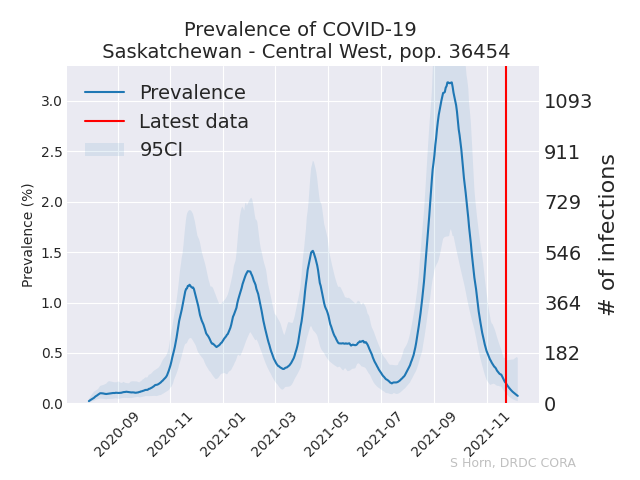 Prevalence of COVID-19
Saskatchewan - Central West, pop. 36454
Prevalence
Latest data
95CI
Prevalence (%)
3.0
2.5
2.0
1.5
1.0
0.5
0.0
1093
911
729
546
364
182
0
# of infections
2020-09
2020-11
2021-01
2021-03
2021-05
2021-07
2021-09
2021-11
S Horn, DRDC CORA